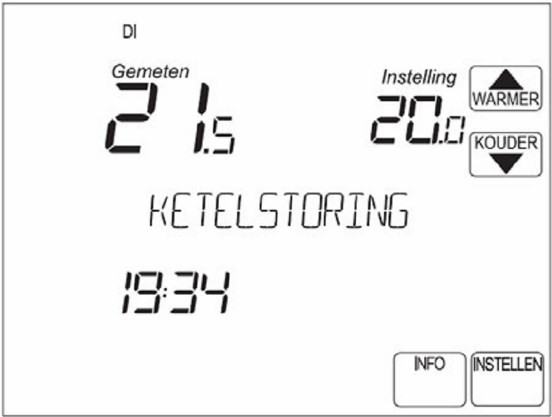 DI
Gemeten
Instelling
21.5
20.0
WARMER
KOUDER
KETELSTORING
19:34
INFO
INSTELLEN